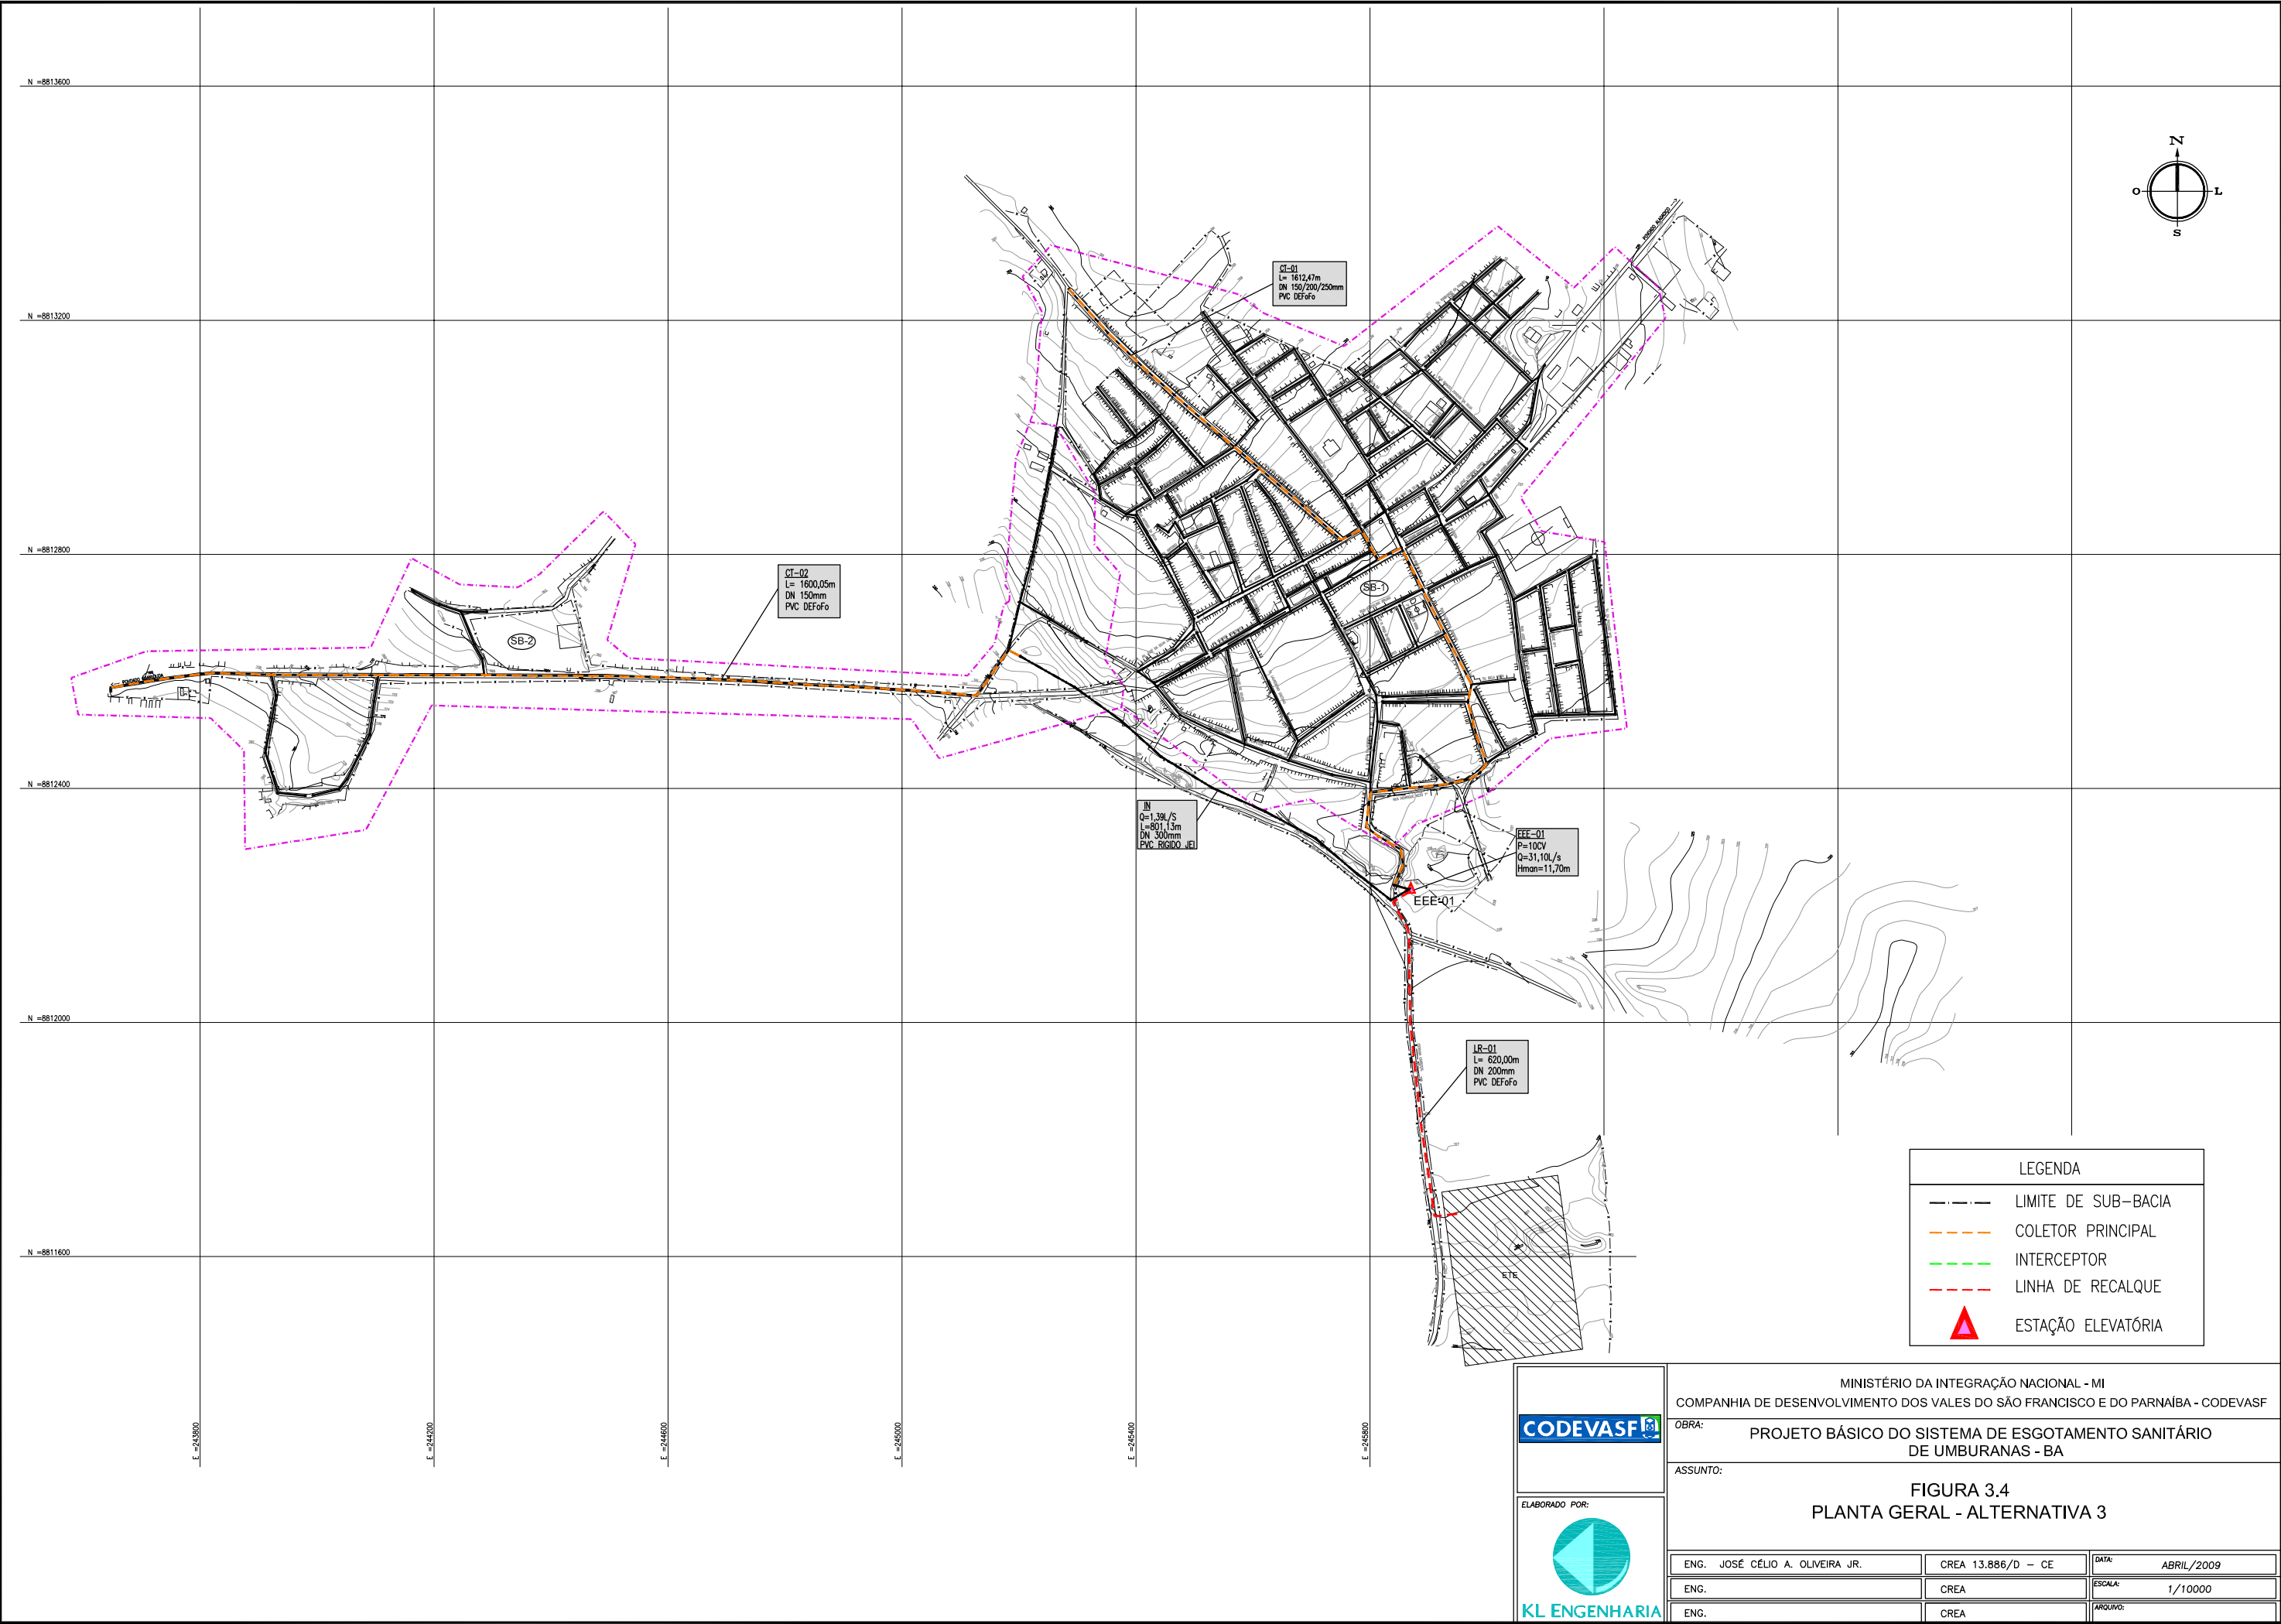 N =8813600
N =8813200
N =8812800
N =8812400
N =8812000
N =8811600
N
O
L
S
CT-01
L= 1612,47m
DN 150/200/250mm
PVC DEFoFo
CT-02
L= 1600,05m
DN 150mm
PVC DEFoFo
SB-1
SB-2
IN
Q=1,39L/S
L=801,13m
DN 300mm
PVC RIGIDO JEI
EEE-01
P=10CV
Q=31,10L/s
Hman=11,70m
EEE-01
LR-01
L= 620,00m
DN 200mm
PVC DEFoFo
ETE
E =243800
E =244200
E =244600
E =245000
E =245400
E =245800
LEGENDA
LIMITE DE SUB-BACIA
COLETOR PRINCIPAL
INTERCEPTOR
LINHA DE RECALQUE
ESTAÇÃO ELEVATÓRIA
CODEVASF
MINISTÉRIO DA INTEGRAÇÃO NACIONAL - MI
COMPANHIA DE DESENVOLVIMENTO DOS VALES DO SÃO FRANCISCO E DO PARNAÍBA - CODEVASF
OBRA:
PROJETO BÁSICO DO SISTEMA DE ESGOTAMENTO SANITÁRIO
DE UMBURANAS - BA
ASSUNTO:
FIGURA 3.4
PLANTA GERAL - ALTERNATIVA 3
ELABORADO POR:
KL ENGENHARIA
ENG. JOSÉ CÉLIO A. OLIVEIRA JR.
CREA 13.886/D - CE
DATA:
ABRIL/2009
ENG.
CREA
ESCALA:
1/10000
ENG.
CREA
ARQUIVO: